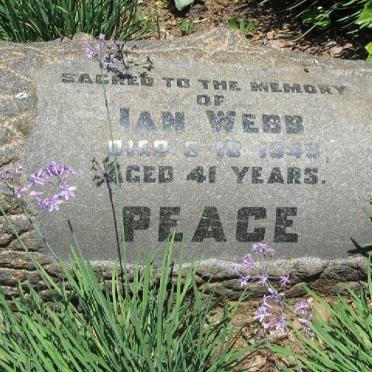 SACRED TO THE MEMORY
OF
IAN WEBB
DIED
AGED 41 YEARS.
PEACE